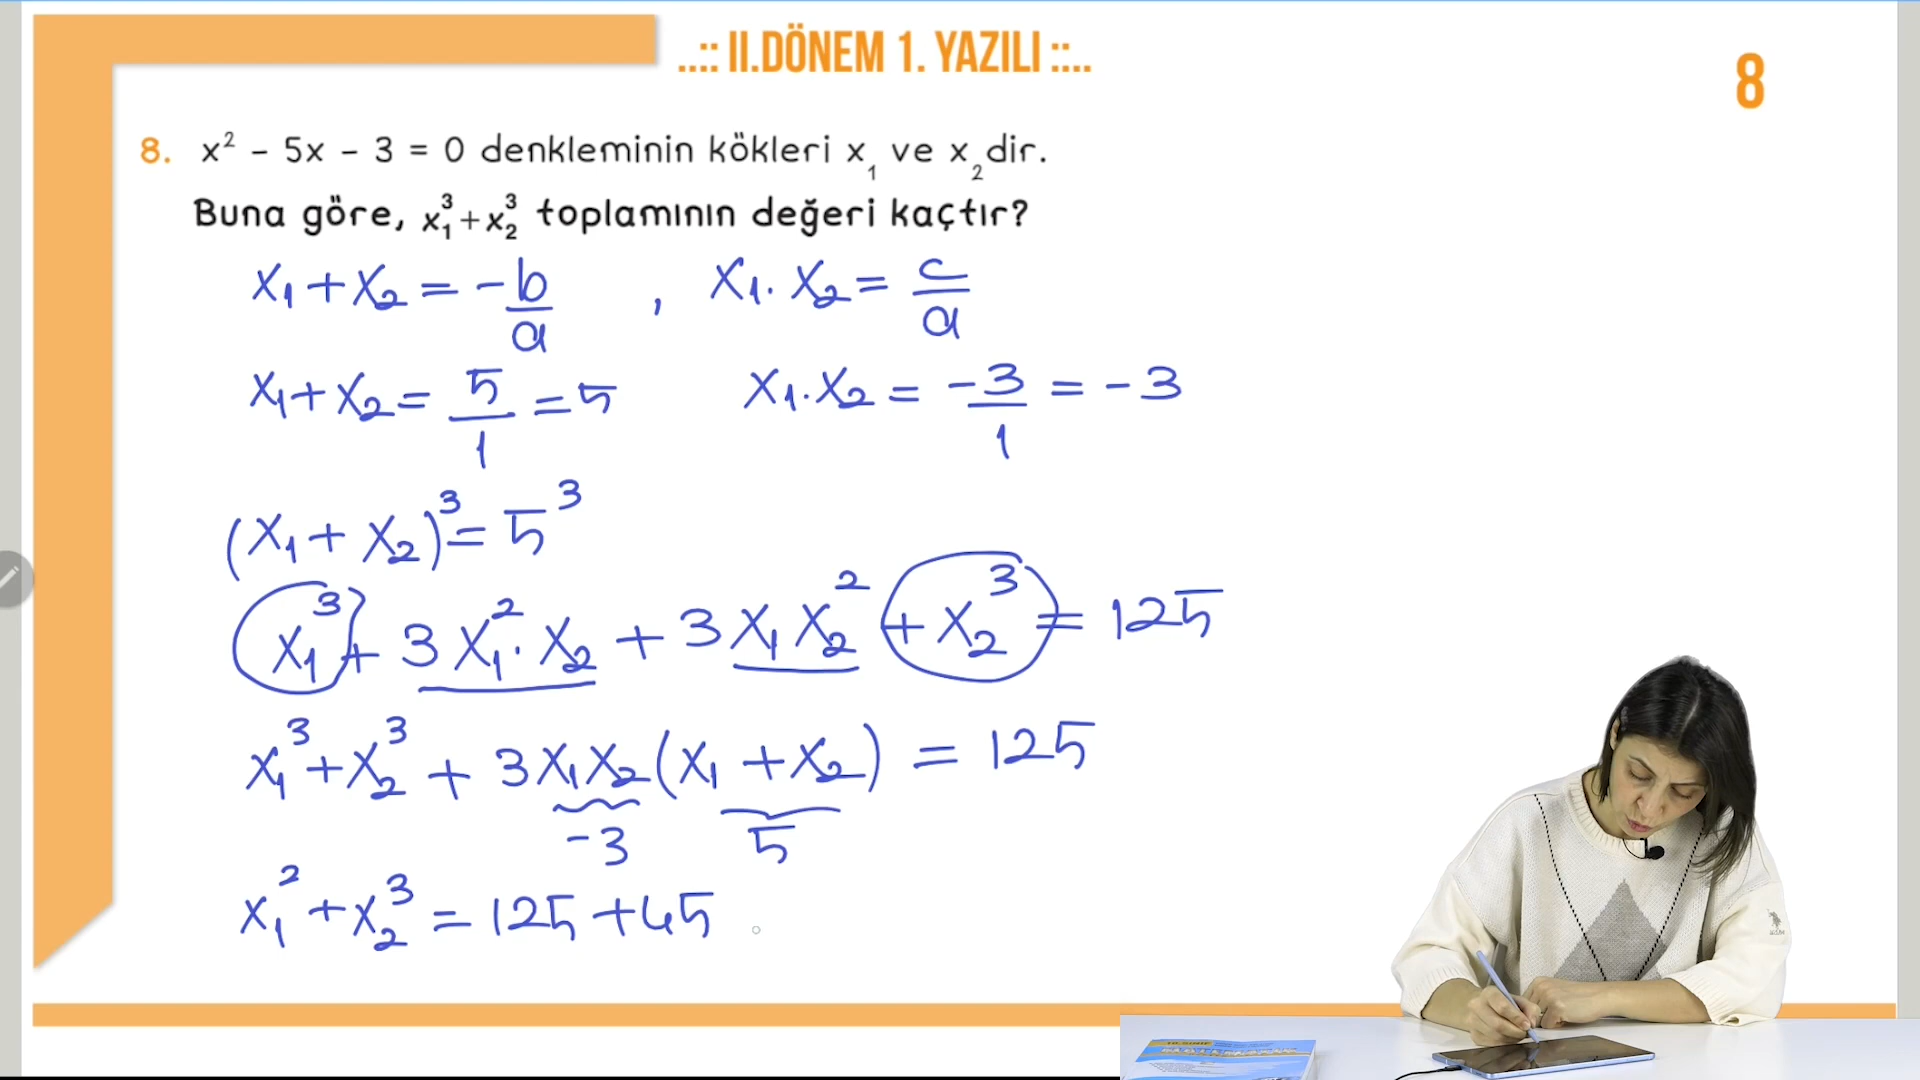 ..:: II.DÖNEM 1. YAZILI ::..
8
8. x² - 5x - 3 = 0 denkleminin kökleri x₁ ve x₂dir.
Buna göre, x₁³+x₂³ toplamının değeri kaçtır?
x₁ + x₂ = -b/a , x₁ . x₂ = c/a
x₁ + x₂ = 5/1 = 5 x₁ . x₂ = -3/1 = -3
(x₁ + x₂)³ = 5³
x₁³ + 3x₁² . x₂ + 3x₁x₂² + x₂³ = 125
x₁³ + x₂³ + 3x₁x₂(x₁ + x₂) = 125
-3 5
x₁² + x₂³ = 125 + 45
10. SINIF